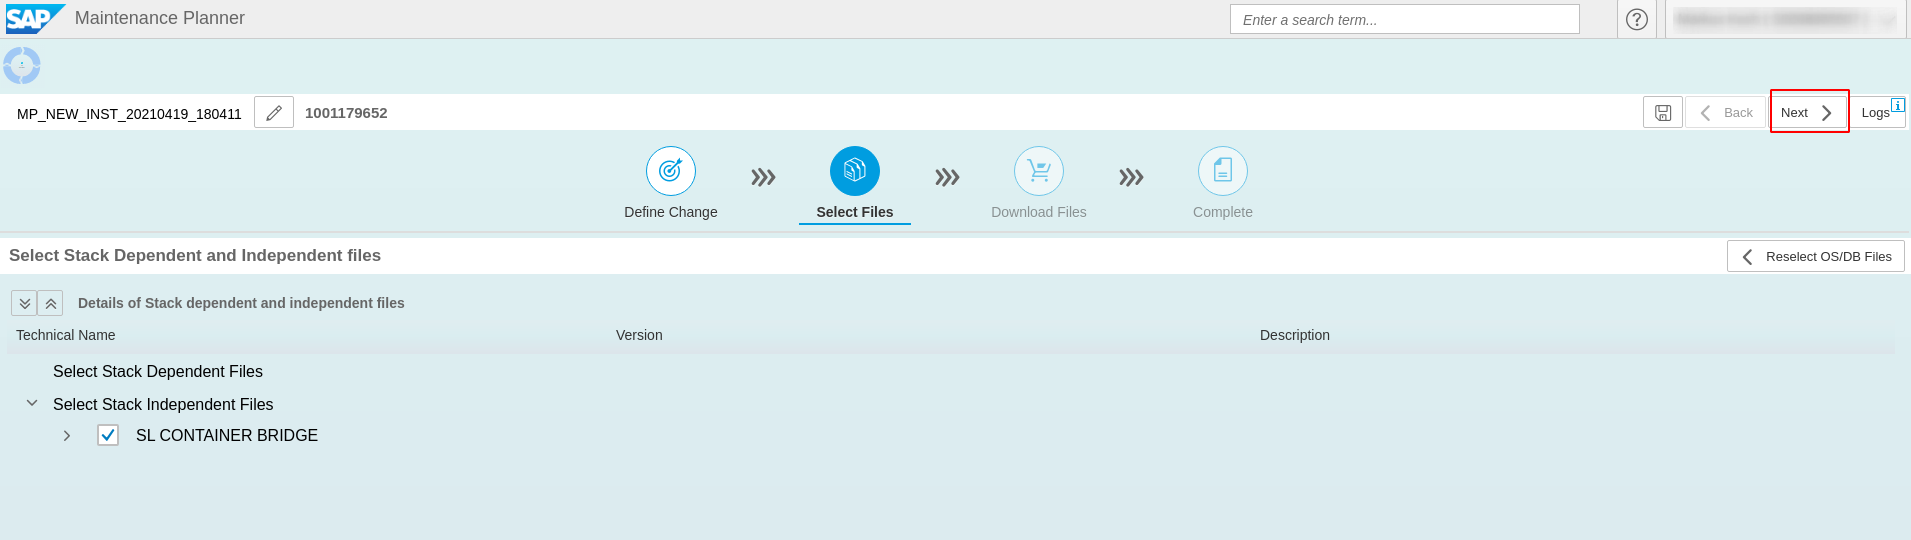 SAP Maintenance Planner
Enter a search term...
MP_NEW_INST_20210419_180411
1001179652
Back
Next
Logs
Define Change
Select Files
Download Files
Complete
Select Stack Dependent and Independent files
Reselect OS/DB Files
Details of Stack dependent and independent files
Technical Name
Version
Description
Select Stack Dependent Files
Select Stack Independent Files
SL CONTAINER BRIDGE